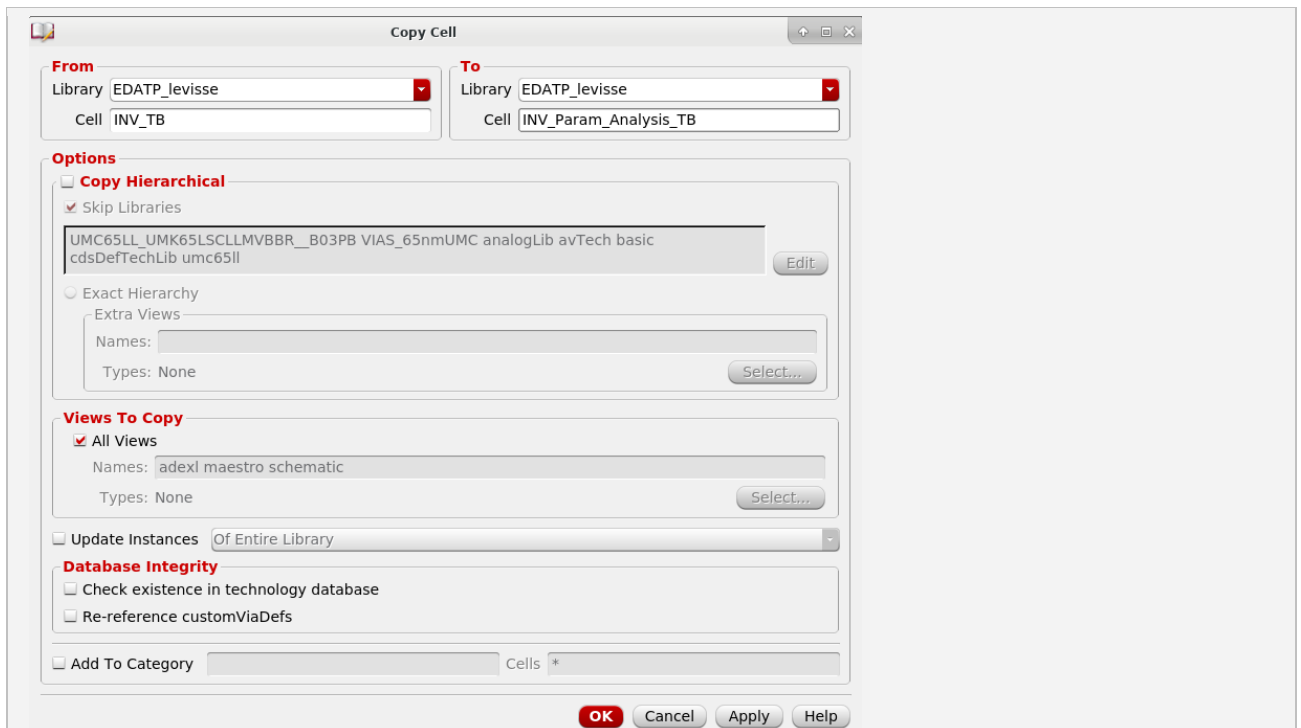 Copy Cell
From
Library EDATP_levisse
Cell INV_TB
To
Library EDATP_levisse
Cell INV_Param_Analysis_TB
Options
Copy Hierarchical
Skip Libraries
UMC65LL_UMK65LSCLLMVBBR__B03PB VIAS_65nmUMC analogLib avTech basic
cdsDefTechLib umc65ll
Edit
Exact Hierarchy
Extra Views
Names:
Types: None
Select...
Views To Copy
All Views
Names: adexl maestro schematic
Types: None
Select...
Update Instances Of Entire Library
Database Integrity
Check existence in technology database
Re-reference customViaDefs
Add To Category
Cells *
OK Cancel Apply Help